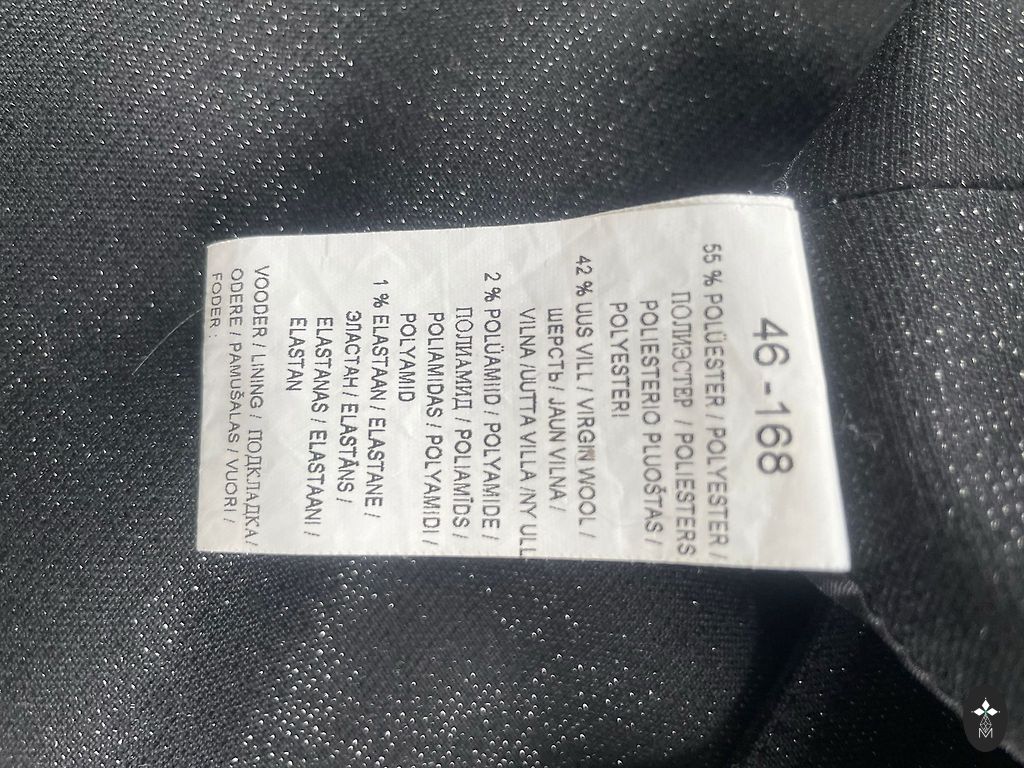 46 - 168
55 % POLÜESTER / POLYESTER /
ПОЛИЭСТЕР / POLIESTERS
POLIESTERIO PLUOŠTAS /
POLYESTERI
42 % UUS VILL / VIRGIN WOOL /
ШЕРСТЬ / JAUN VILNA /
VILNA /UUTTA VILLA /NY ULL
2 % POLÜAMIID / POLYAMIDE /
ПОЛИАМИД / POLIAMĪDS /
POLIAMIDAS / POLYAMIDI /
POLYAMID
1 % ELASTAAN / ELASTANE /
ЭЛАСТАН / ELASTĀNS /
ELASTANAS / ELASTAANI /
ELASTAN
VOODER / LINING / ПОДКЛАДКА/
ODERE / PAMUŠALAS / VUORI /
FODER :
M